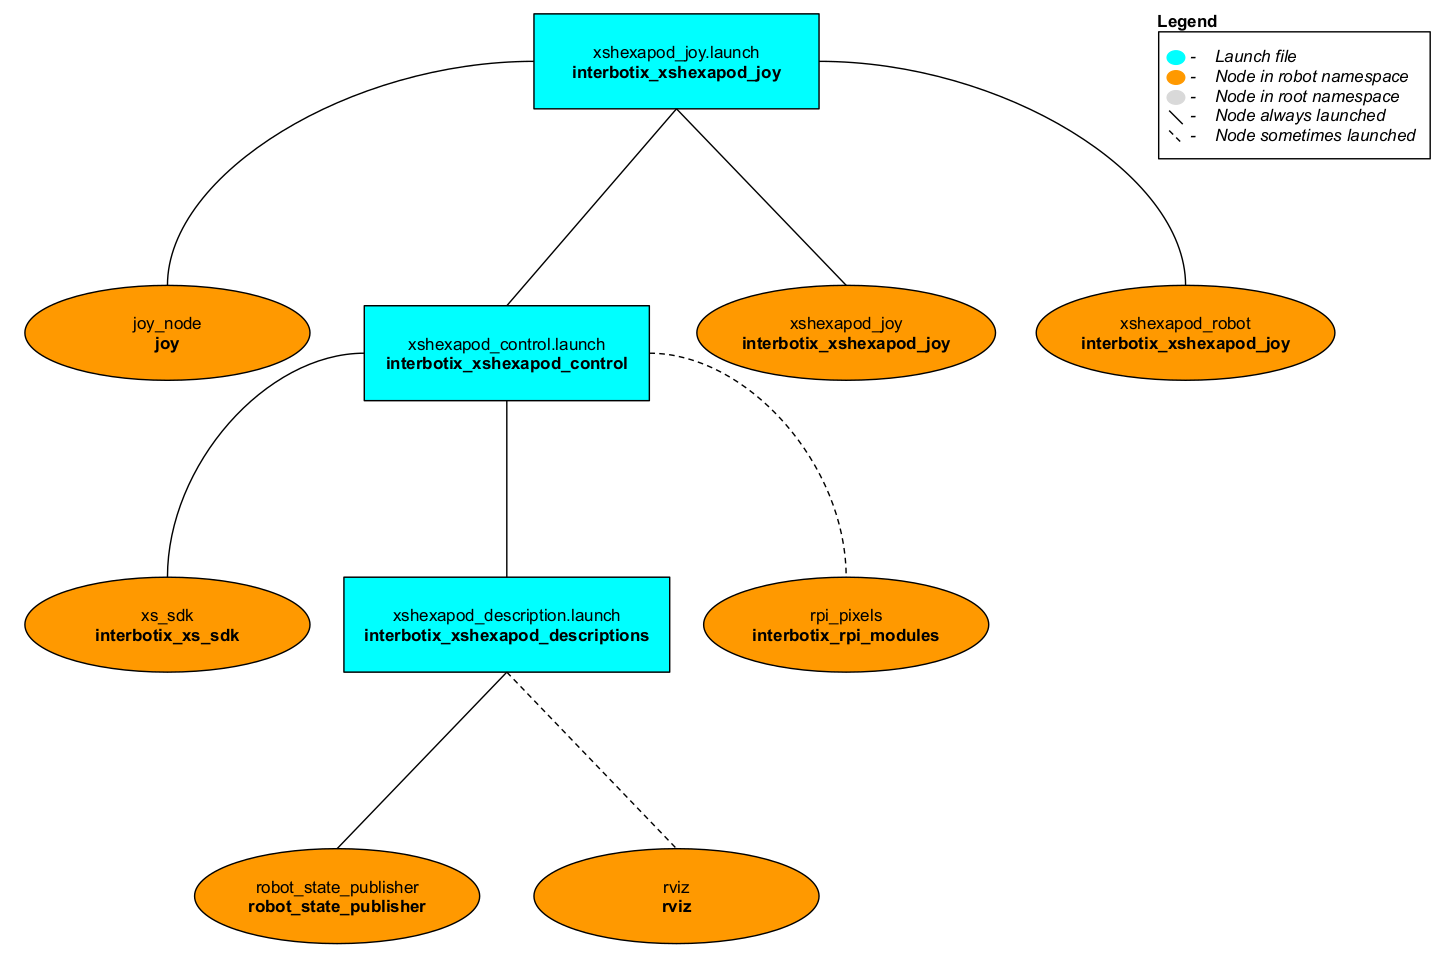 xshexapod_joy.launch
interbotix_xshexapod_joy
Legend
- Launch file
- Node in robot namespace
- Node in root namespace
- Node always launched
- Node sometimes launched
joy_node
joy
xshexapod_control.launch
interbotix_xshexapod_control
xshexapod_joy
interbotix_xshexapod_joy
xshexapod_robot
interbotix_xshexapod_joy
xs_sdk
interbotix_xs_sdk
xshexapod_description.launch
interbotix_xshexapod_descriptions
rpi_pixels
interbotix_rpi_modules
robot_state_publisher
robot_state_publisher
rviz
rviz